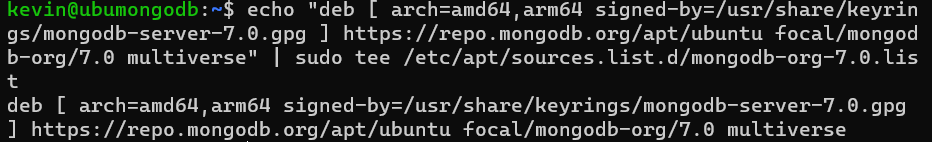 kevin@ubumongodb:~$ echo "deb [ arch=amd64,arm64 signed-by=/usr/share/keyrin
gs/mongodb-server-7.0.gpg ] https://repo.mongodb.org/apt/ubuntu focal/mongod
b-org/7.0 multiverse" | sudo tee /etc/apt/sources.list.d/mongodb-org-7.0.lis
t
deb [ arch=amd64,arm64 signed-by=/usr/share/keyrings/mongodb-server-7.0.gpg
] https://repo.mongodb.org/apt/ubuntu focal/mongodb-org/7.0 multiverse